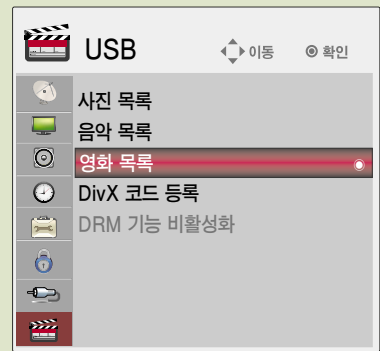 USB 이동 확인
사진 목록
음악 목록
영화 목록
DivX 코드 등록
DRM 기능 비활성화